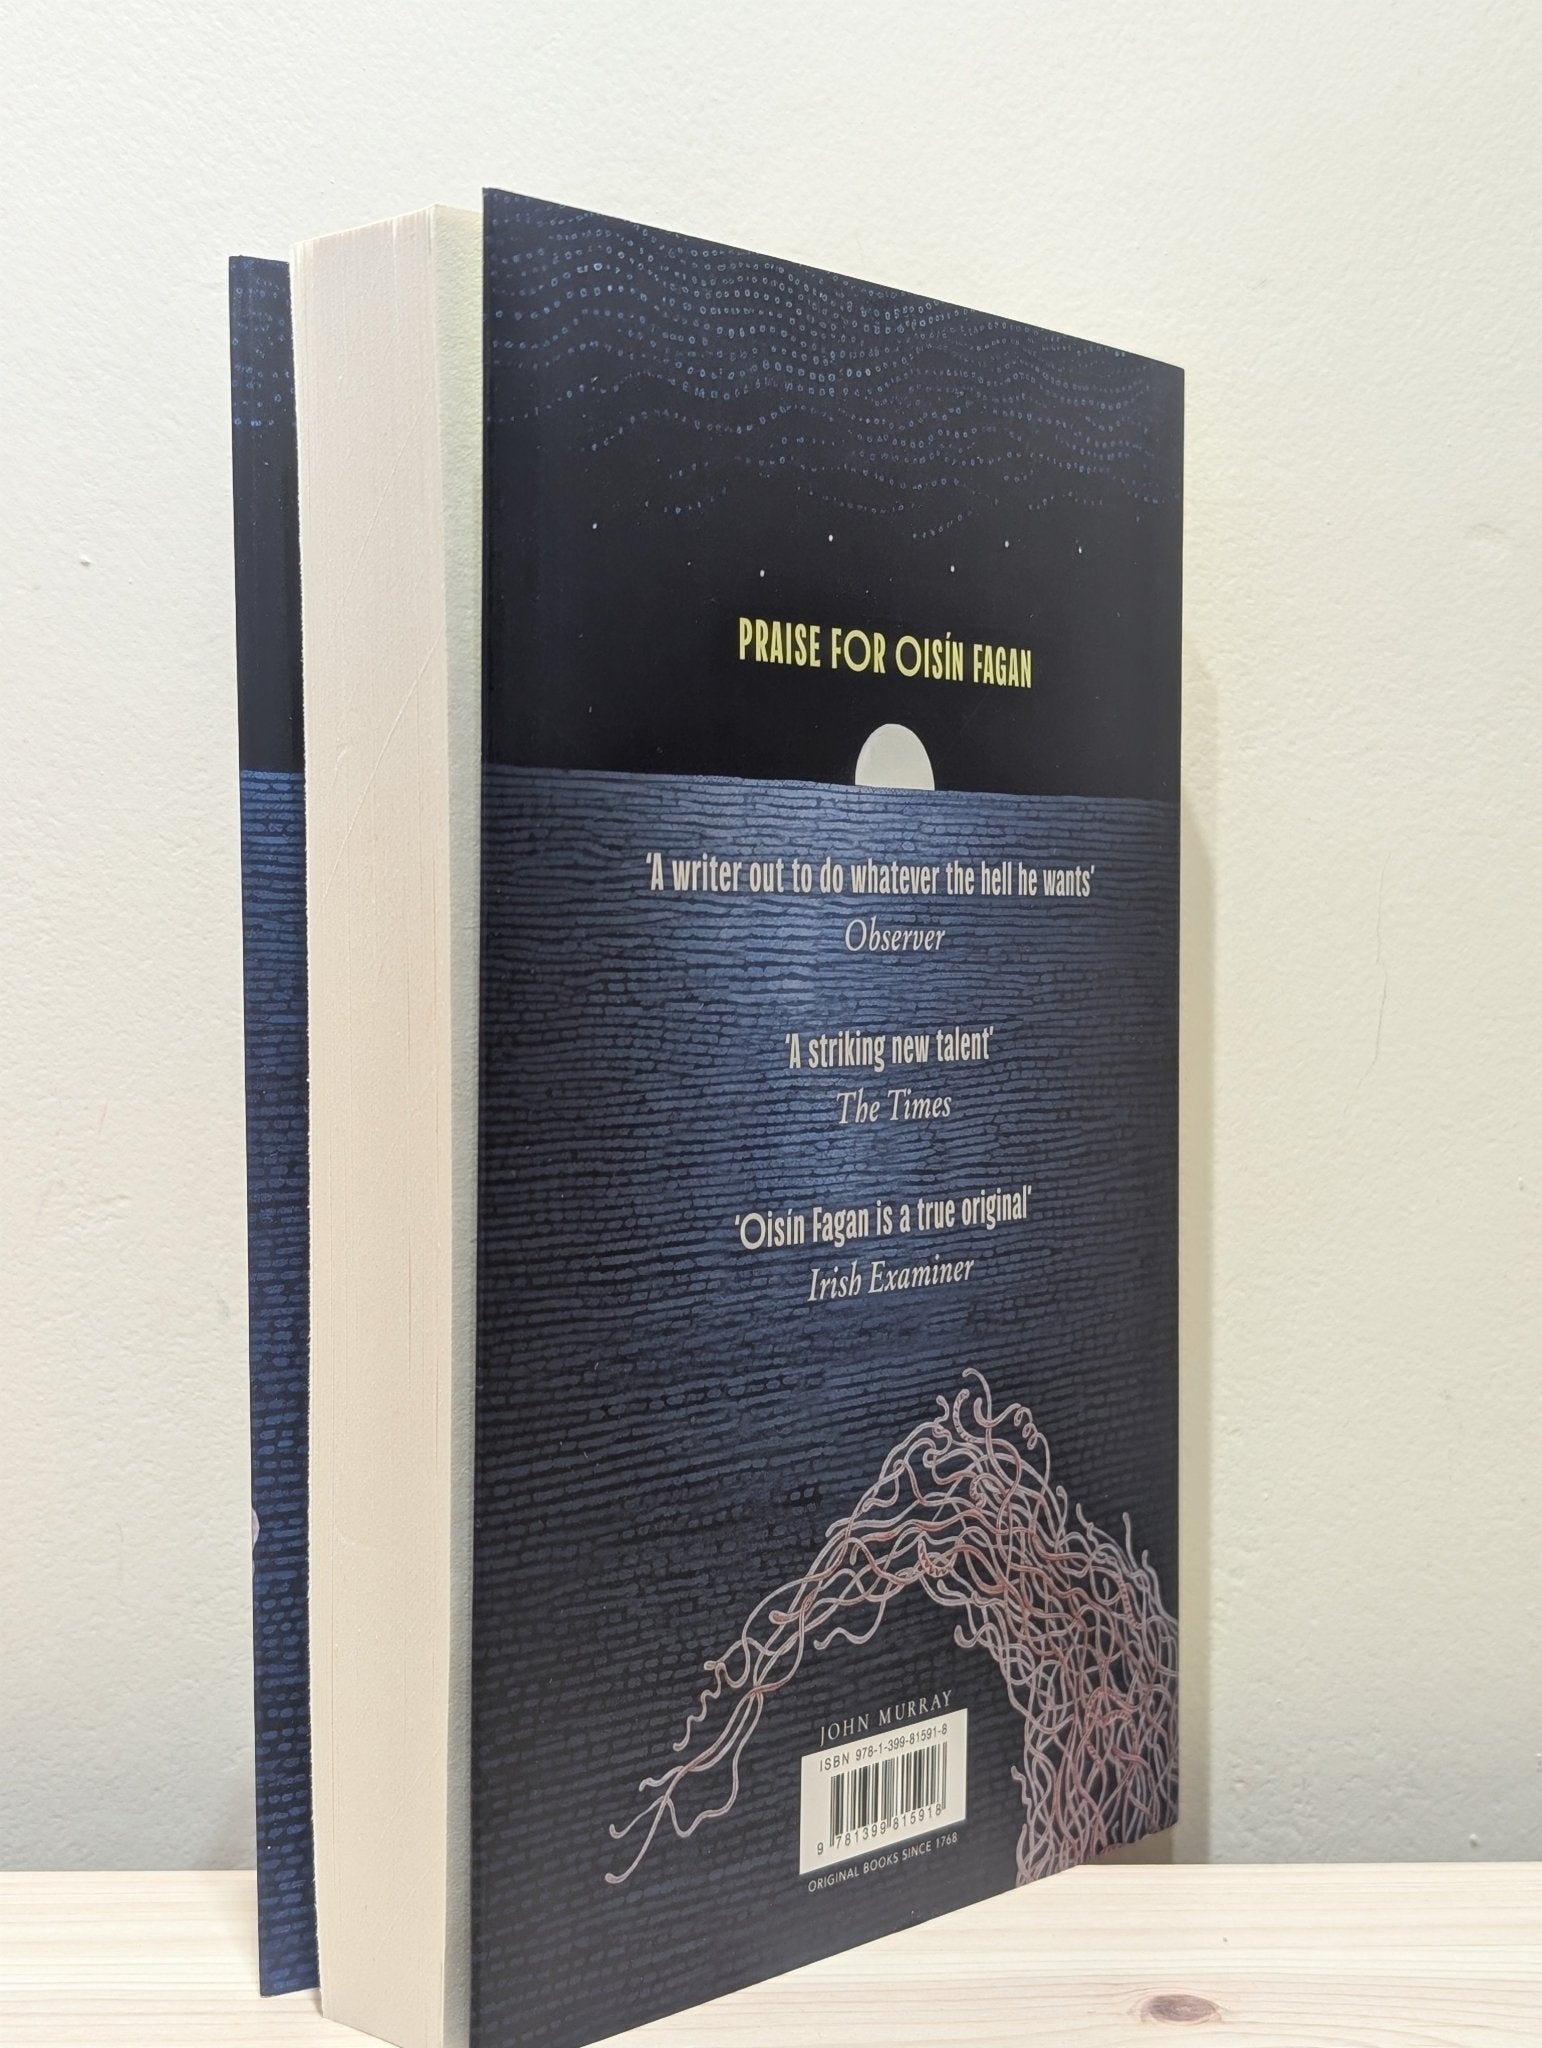 PRAISE FOR OISÍN FAGAN
‘A writer out to do whatever the hell he wants’
Observer
‘A striking new talent’
The Times
‘Oisín Fagan is a true original’
Irish Examiner
JOHN MURRAY
ISBN 978-1-399-81591-8
9 781399 815918
ORIGINAL BOOKS SINCE 1768